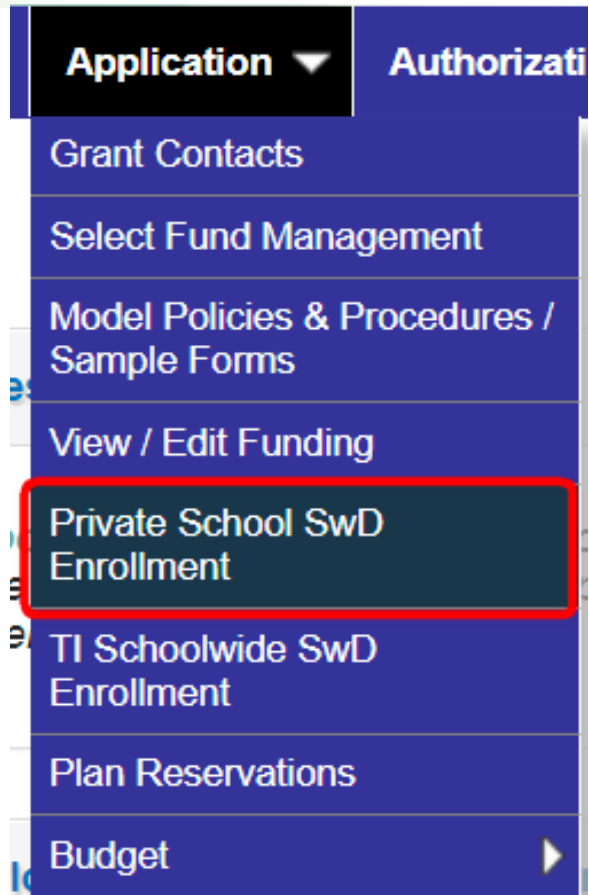 Application
Authorizati
Grant Contacts
Select Fund Management
Model Policies & Procedures /
Sample Forms
View / Edit Funding
Private School SwD
Enrollment
TI Schoolwide SwD
Enrollment
Plan Reservations
Budget